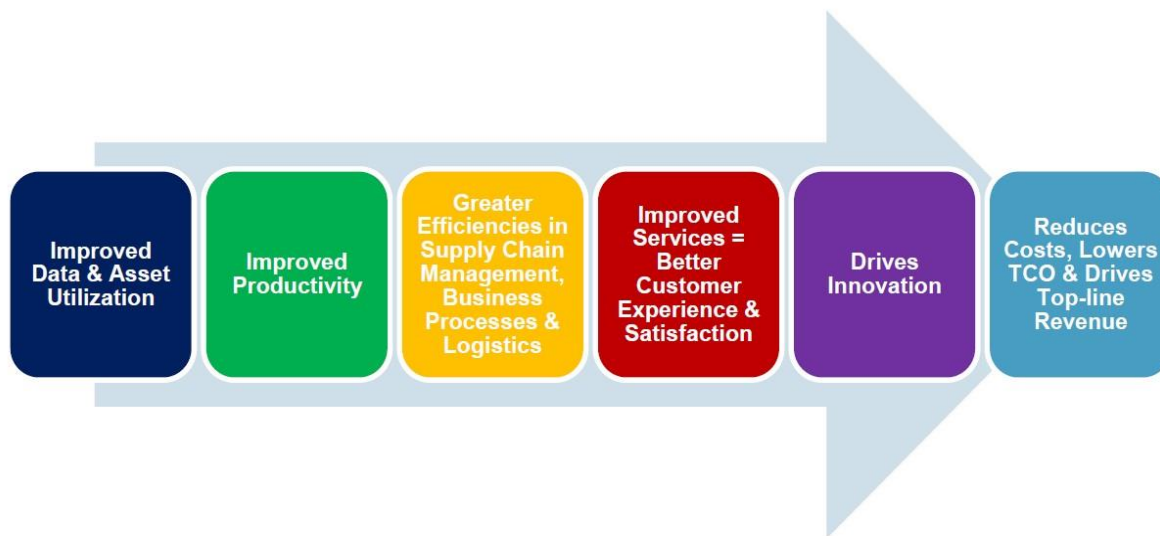 Improved
Data & Asset
Utilization
Improved
Productivity
Greater
Efficiencies in
Supply Chain
Management,
Business
Processes &
Logistics
Improved
Services =
Better
Customer
Experience &
Satisfaction
Drives
Innovation
Reduces
Costs, Lowers
TCO & Drives
Top-line
Revenue